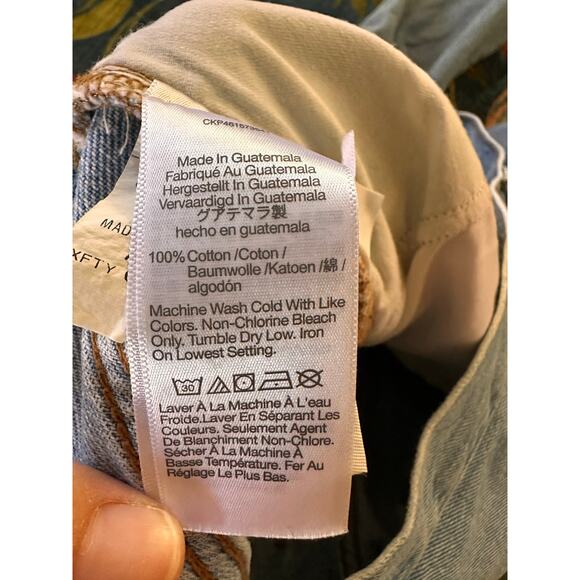 Made In Guatemala
Fabriqué Au Guatemala
Hergestellt In Guatemala
Vervaardigd In Guatemala
グアテマラ製
hecho en guatemala
100% Cotton /Coton/
Baumwolle /Katoen /綿/
algodón
Machine Wash Cold With Like
Colors. Non-Chlorine Bleach
Only. Tumble Dry Low. Iron
On Lowest Setting.
30
Laver À La Machine À L'eau
Froide.Laver En Séparant Les
Couleurs. Seulement Agent
De Blanchiment Non-Chlore.
Sécher À La Machine À
Basse Température. Fer Au
Réglage Le Plus Bas.
MAD
XFTY